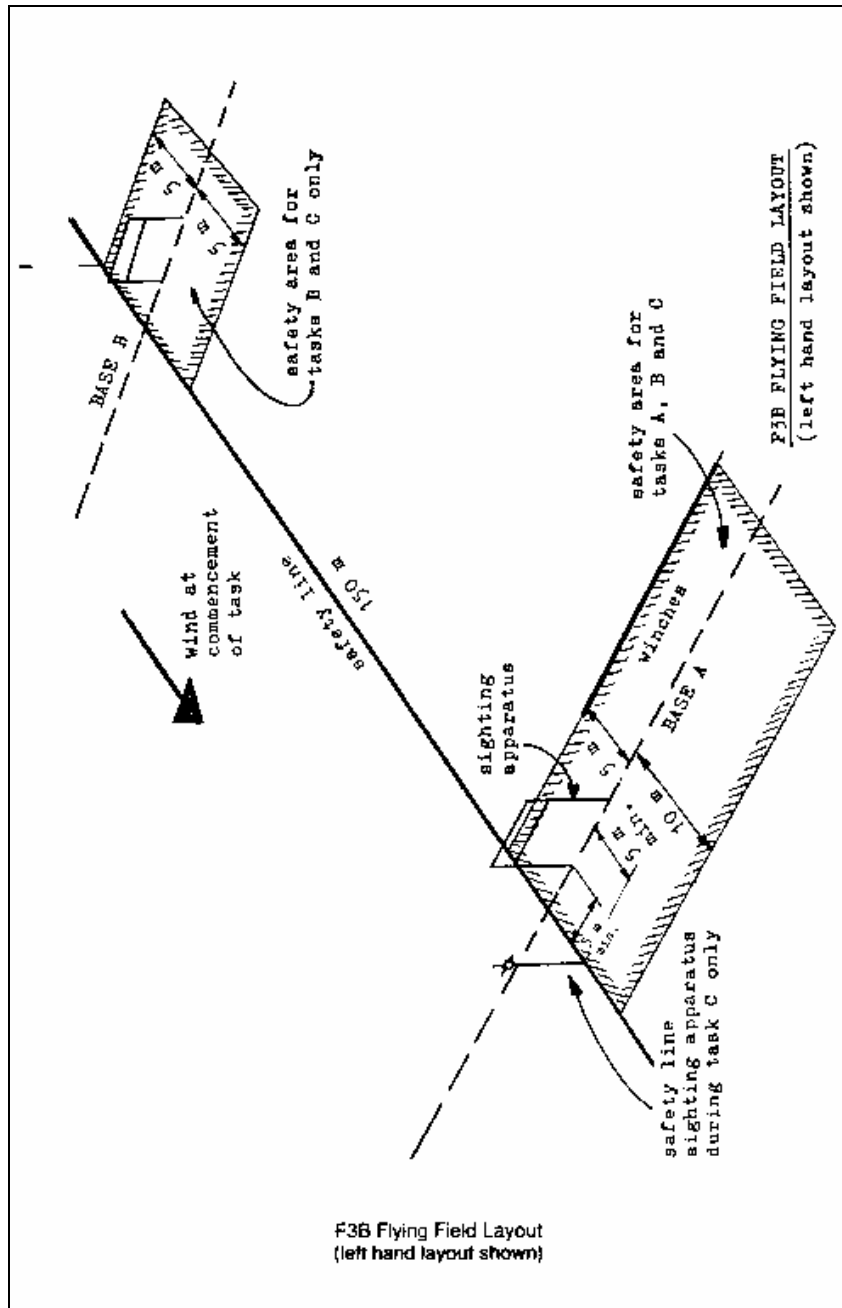 BASE B
5 m
5 m
safety area for
tasks B and C only
wind at
commencement
of task
150 m
safety line
sighting
apparatus
5 m
winches
BASE A
5 m
min.
10 m
safety area for
tasks A, B and C
F3B FLYING FIELD LAYOUT
(left hand layout shown)
min.
safety line
sighting apparatus
during task C only
F3B Flying Field Layout
(left hand layout shown)